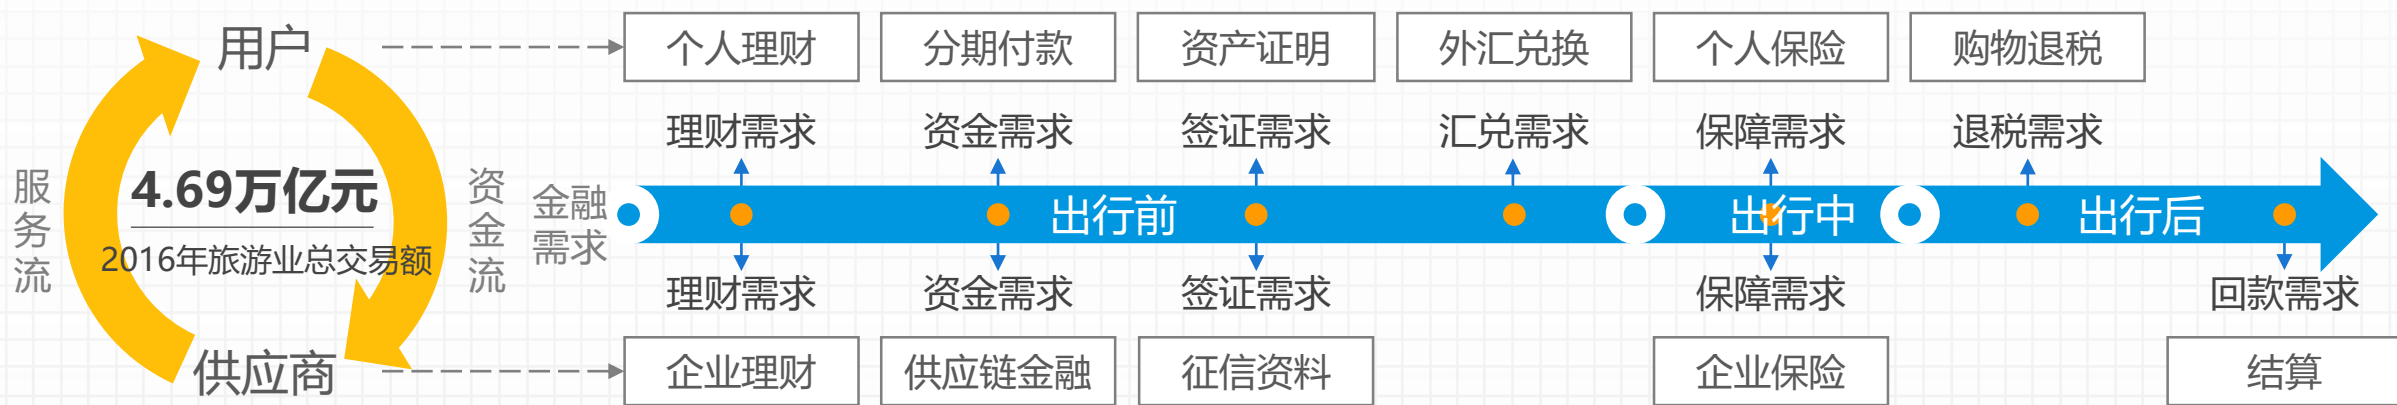 用户
个人理财
分期付款
资产证明
外汇兑换
个人保险
购物退税
理财需求
资金需求
签证需求
汇兑需求
保障需求
退税需求
服务流
4.69万亿元
2016年旅游业总交易额
资金流
金融
需求
出行前
出行中
出行后
理财需求
资金需求
签证需求
保障需求
回款需求
供应商
企业理财
供应链金融
征信资料
企业保险
结算